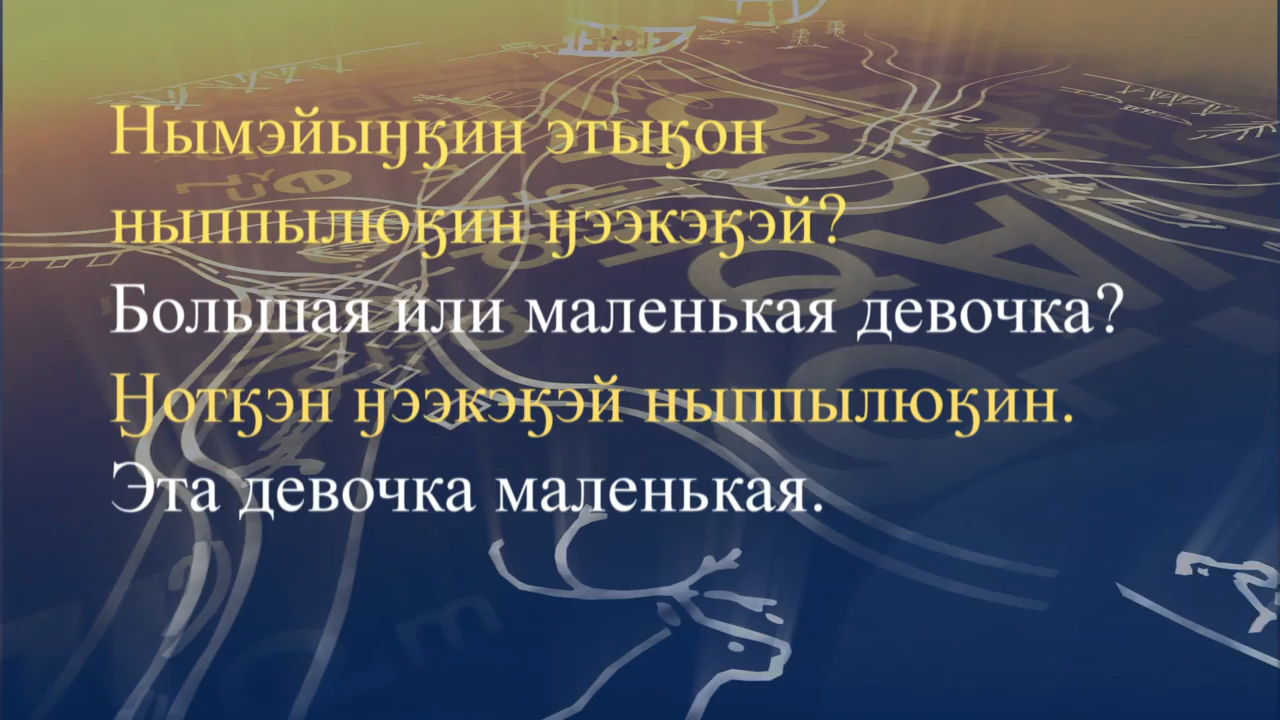 Нымэйыӈӄин этыӄон
ныппылюӄин ӈээкэӄэй?
Большая или маленькая девочка?
Ӈотӄэн ӈээкэӄэй ныппылюӄин.
Эта девочка маленькая.